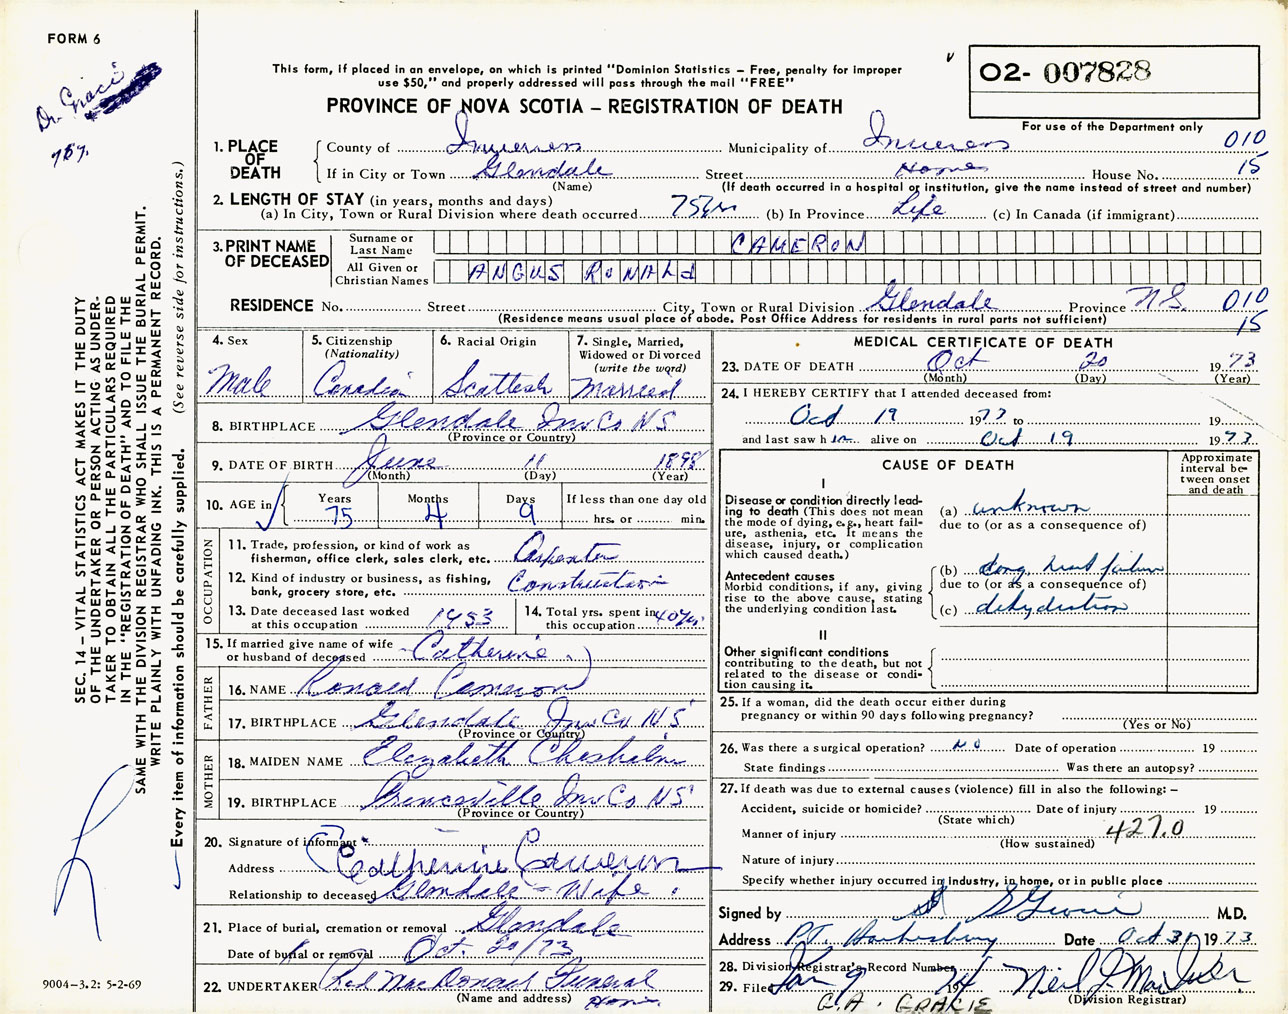 FORM 6
Dr. Gracie
787.
This form, if placed in an envelope, on which is printed "Dominion Statistics – Free, penalty for improper
use $50," and properly addressed will pass through the mail "FREE"
PROVINCE OF NOVA SCOTIA – REGISTRATION OF DEATH
O2- 007828
For use of the Department only
1. PLACE OF DEATH
County of Inverness Municipality of Inverness 010
If in City or Town Glendale Street Home House No. 15
(Name) (If death occurred in a hospital or institution, give the name instead of street and number)
2. LENGTH OF STAY (in years, months and days)
(a) In City, Town or Rural Division where death occurred 75 yrs (b) In Province Life (c) In Canada (if immigrant)
3. PRINT NAME OF DECEASED
Surname or Last Name CAMERON
All Given or Christian Names ANGUS RONALd
RESIDENCE No. Street City, Town or Rural Division Glendale Province N.S. 010
(Residence means usual place of abode. Post Office Address for residents in rural parts not sufficient) 15
4. Sex
Male
5. Citizenship
(Nationality)
Canadian
6. Racial Origin
Scottish
7. Single, Married,
Widowed or Divorced
(write the word)
Married
8. BIRTHPLACE Glendale Inv Co NS
(Province or Country)
9. DATE OF BIRTH June 11 1898
(Month) (Day) (Year)
10. AGE in
Years Months Days If less than one day old
75 4 9 hrs. or min.
OCCUPATION
11. Trade, profession, or kind of work as
fisherman, office clerk, sales clerk, etc. Carpenter
12. Kind of industry or business, as fishing,
bank, grocery store, etc. Construction
13. Date deceased last worked
at this occupation 1953
14. Total yrs. spent in
this occupation 40 yrs
15. If married give name of wife
or husband of deceased Catherine
FATHER
16. NAME Ronald Cameron
17. BIRTHPLACE Glendale Inv Co N.S
(Province or Country)
MOTHER
18. MAIDEN NAME Elezabeth Chesholm
19. BIRTHPLACE Princeville Inv Co NS
(Province or Country)
20. Signature of informant
Address Catherine Cameron
Relationship to deceased Glendale – Wife
21. Place of burial, cremation or removal Glendale
Date of burial or removal Oct. 20/73
22. UNDERTAKER Rod MacDonald Funeral
(Name and address) Home
MEDICAL CERTIFICATE OF DEATH
23. DATE OF DEATH Oct 20 1973
(Month) (Day) (Year)
24. I HEREBY CERTIFY that I attended deceased from:
Oct 19 1973 to 19
and last saw him alive on Oct 19 1973
CAUSE OF DEATH
Approximate
interval be-
tween onset
and death
I
Disease or condition directly lead-
ing to death (This does not mean
the mode of dying, e.g., heart fail-
ure, asthenia, etc. It means the
disease, injury, or complication
which caused death.)
(a) unknown
due to (or as a consequence of)
Antecedent causes
Morbid conditions, if any, giving
rise to the above cause, stating
the underlying condition last.
(b) cong. heart failure
due to (or as a consequence of)
(c) dehydration
II
Other significant conditions
contributing to the death, but not
related to the disease or condi-
tion causing it.
25. If a woman, did the death occur either during
pregnancy or within 90 days following pregnancy?
(Yes or No)
26. Was there a surgical operation? No Date of operation 19
State findings Was there an autopsy?
27. If death was due to external causes (violence) fill in also the following: –
Accident, suicide or homicide? Date of injury 19
(State which)
Manner of injury 427.0
(How sustained)
Nature of injury
Specify whether injury occurred in industry, in home, or in public place
Signed by M.D.
Address Pt. Hawkesbury Date Oct 31 1973
28. Division Registrar's Record Number
29. Filed Jan 9 1974 Neil J. MacIsaac
(Division Registrar)
G.A. GRACIE
SEC. 14 – VITAL STATISTICS ACT MAKES IT THE DUTY
OF THE UNDERTAKER OR PERSON ACTING AS UNDER-
TAKER TO OBTAIN ALL THE PARTICULARS REQUIRED
IN THE "REGISTRATION OF DEATH" AND TO FILE THE
SAME WITH THE DIVISION REGISTRAR WHO SHALL ISSUE THE BURIAL PERMIT.
WRITE PLAINLY WITH UNFADING INK. THIS IS A PERMANENT RECORD.
Every item of information should be carefully supplied. (See reverse side for instructions.)
9004–3.2: 5-2-69